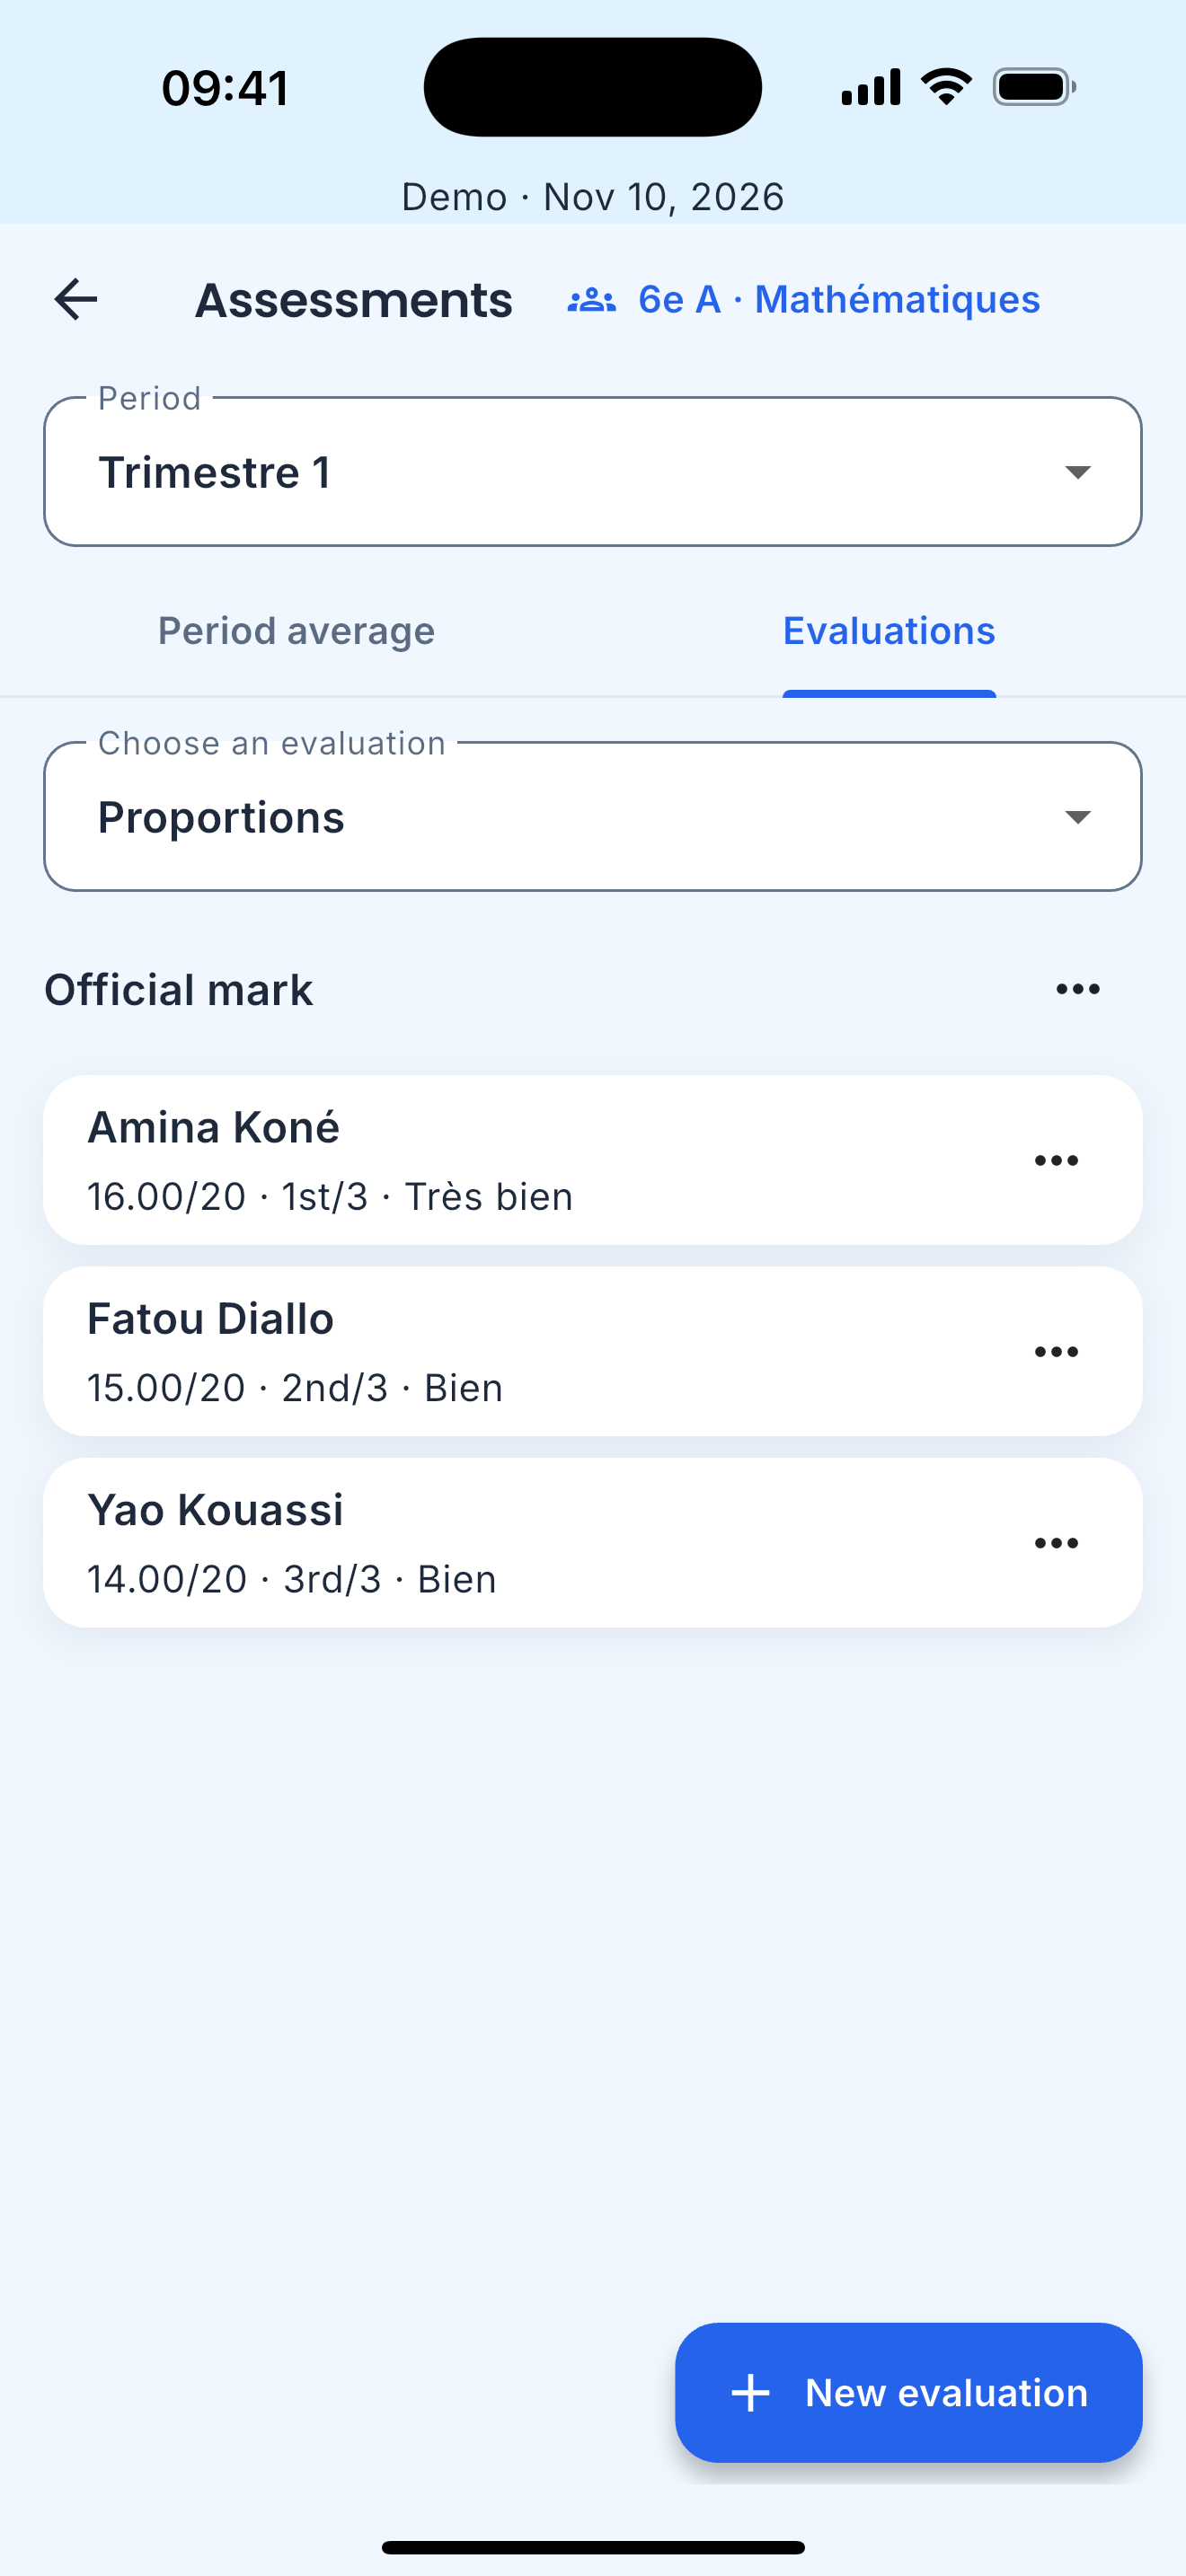 09:41
Demo · Nov 10, 2026
Assessments 6e A · Mathématiques
Period
Trimestre 1
Period average Evaluations
Choose an evaluation
Proportions
Official mark
Amina Koné
16.00/20 · 1st/3 · Très bien
Fatou Diallo
15.00/20 · 2nd/3 · Bien
Yao Kouassi
14.00/20 · 3rd/3 · Bien
New evaluation